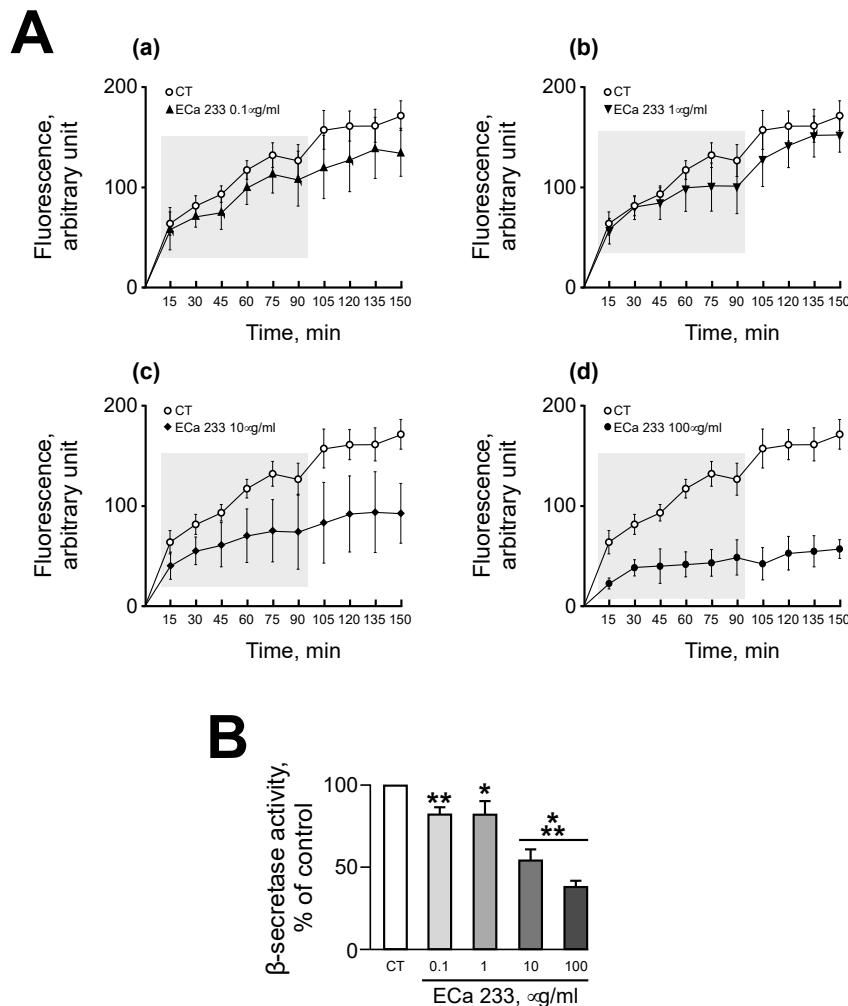 A
(a)
CT
ECa 233 0.1∝g/ml
200
100
0
Fluorescence,
arbitrary unit
15 30 45 60 75 90 105 120 135 150
Time, min
(b)
CT
ECa 233 1∝g/ml
200
100
0
Fluorescence,
arbitrary unit
15 30 45 60 75 90 105 120 135 150
Time, min
(c)
CT
ECa 233 10∝g/ml
200
100
0
Fluorescence,
arbitrary unit
15 30 45 60 75 90 105 120 135 150
Time, min
(d)
CT
ECa 233 100∝g/ml
200
100
0
Fluorescence,
arbitrary unit
15 30 45 60 75 90 105 120 135 150
Time, min
B
β-secretase activity,
% of control
100
50
0
** * *
**
CT 0.1 1 10 100
ECa 233, ∝g/ml